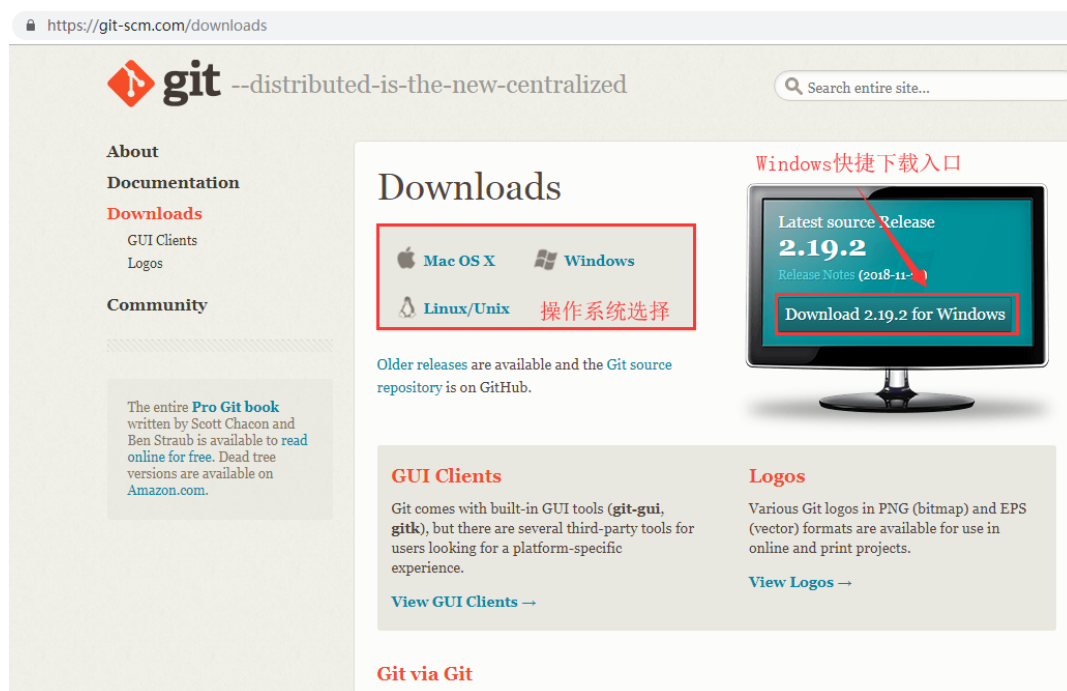 https://git-scm.com/downloads
git --distributed-is-the-new-centralized
Search entire site...
About
Documentation
Downloads
GUI Clients
Logos
Community
The entire Pro Git book
written by Scott Chacon and
Ben Straub is available to read
online for free. Dead tree
versions are available on
Amazon.com.
Downloads
Mac OS X
Windows
Linux/Unix
操作系统选择
Older releases are available and the Git source
repository is on GitHub.
Windows快捷下载入口
Latest source Release
2.19.2
Release Notes (2018-11-
Download 2.19.2 for Windows
GUI Clients
Git comes with built-in GUI tools (git-gui,
gitk), but there are several third-party tools for
users looking for a platform-specific
experience.
View GUI Clients →
Logos
Various Git logos in PNG (bitmap) and EPS
(vector) formats are available for use in
online and print projects.
View Logos →
Git via Git